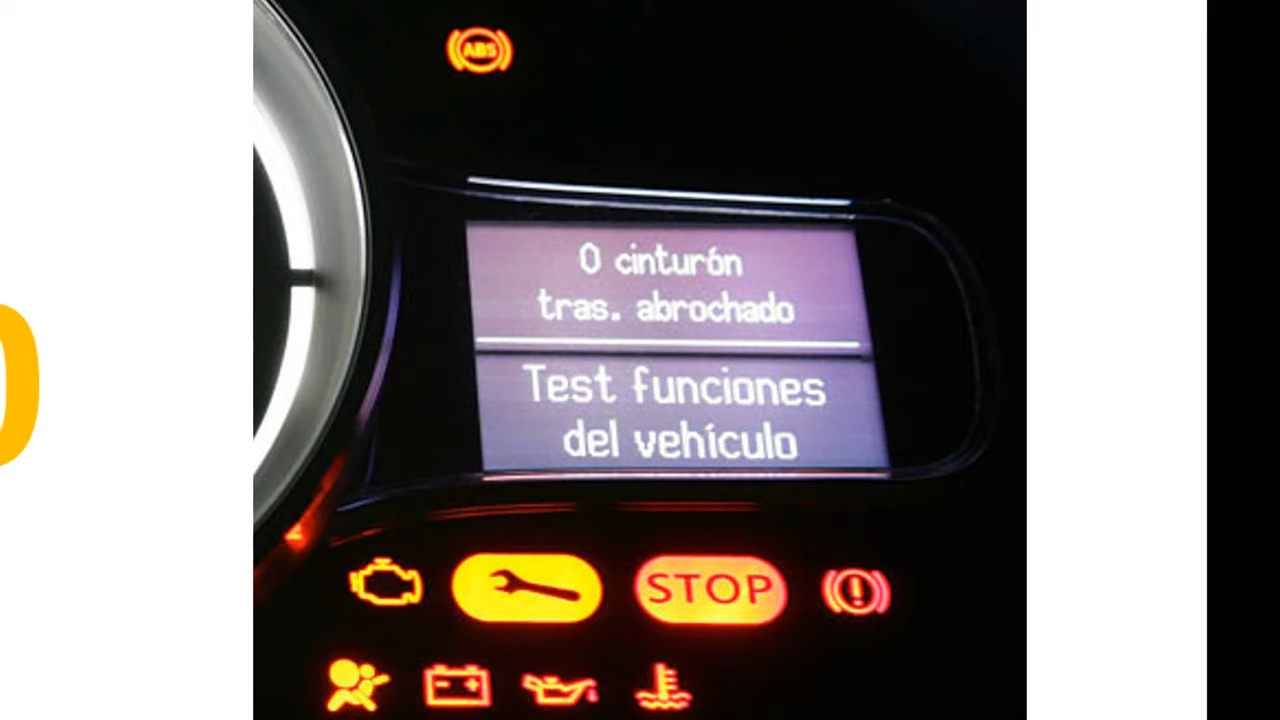 ABS
0 cinturón
tras. abrochado
Test funciones
del vehículo
STOP